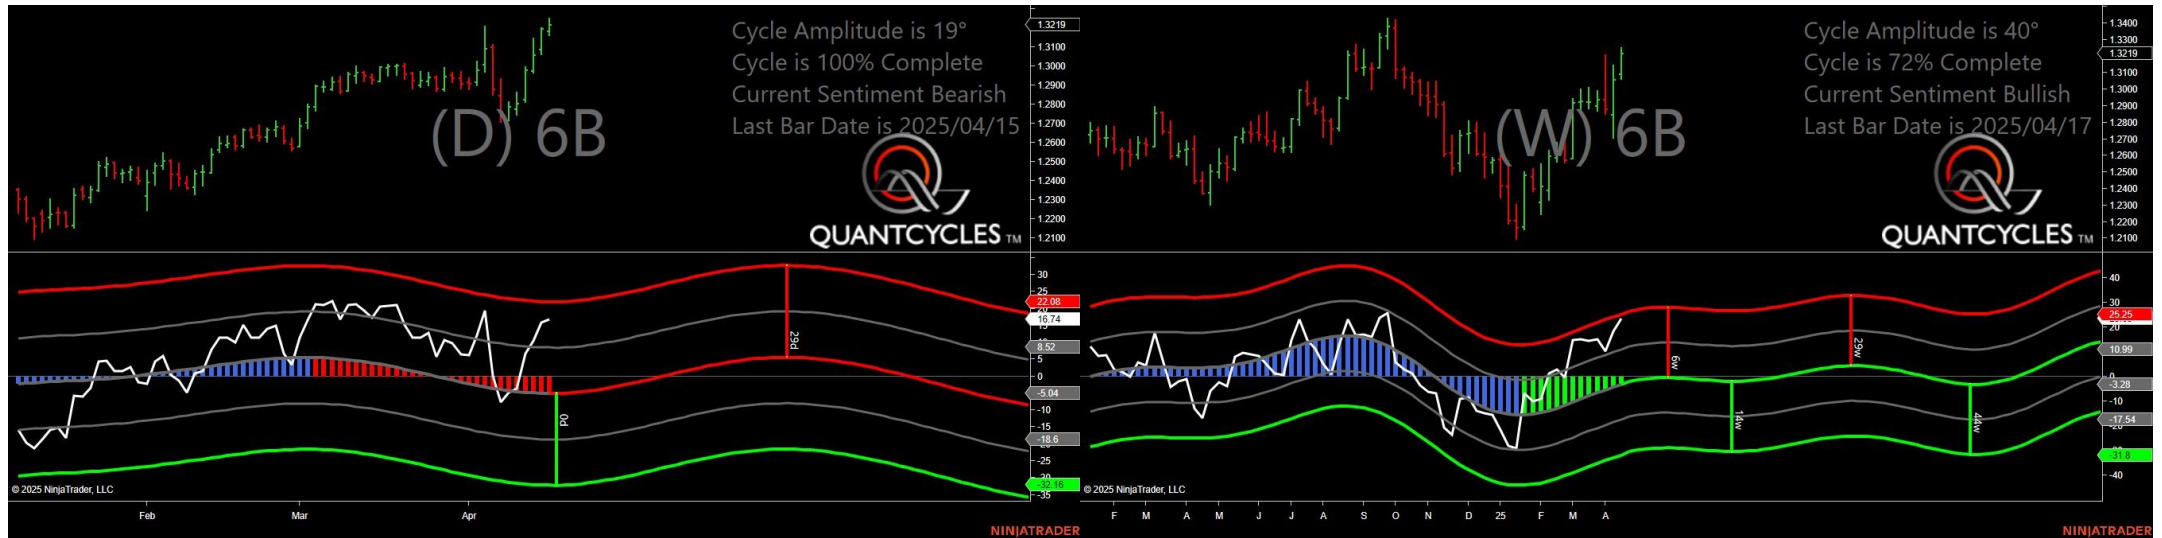 Cycle Amplitude is 19°
Cycle is 100% Complete
Current Sentiment Bearish
Last Bar Date is 2025/04/15
(D) 6B
QUANTCYCLES TM
1.3219
1.3100
1.3000
1.2900
1.2800
1.2700
1.2600
1.2500
1.2400
1.2300
1.2200
1.2100
30
25
22.08
16.74
8.52
5
0
-5.04
-10
-15
-18.6
-25
-32.16
-35
29d
0d
© 2025 NinjaTrader, LLC
Feb
Mar
Apr
NINJATRADER
Cycle Amplitude is 40°
Cycle is 72% Complete
Current Sentiment Bullish
Last Bar Date is 2025/04/17
(W) 6B
QUANTCYCLES TM
1.3400
1.3300
1.3219
1.3100
1.3000
1.2900
1.2800
1.2700
1.2600
1.2500
1.2400
1.2300
1.2200
1.2100
40
30
25.25
20
10.99
0
-3.28
-10
-17.54
-31.8
-40
6w
14w
29w
44w
© 2025 NinjaTrader, LLC
F M A M J J A S O N D 25 F M A
NINJATRADER